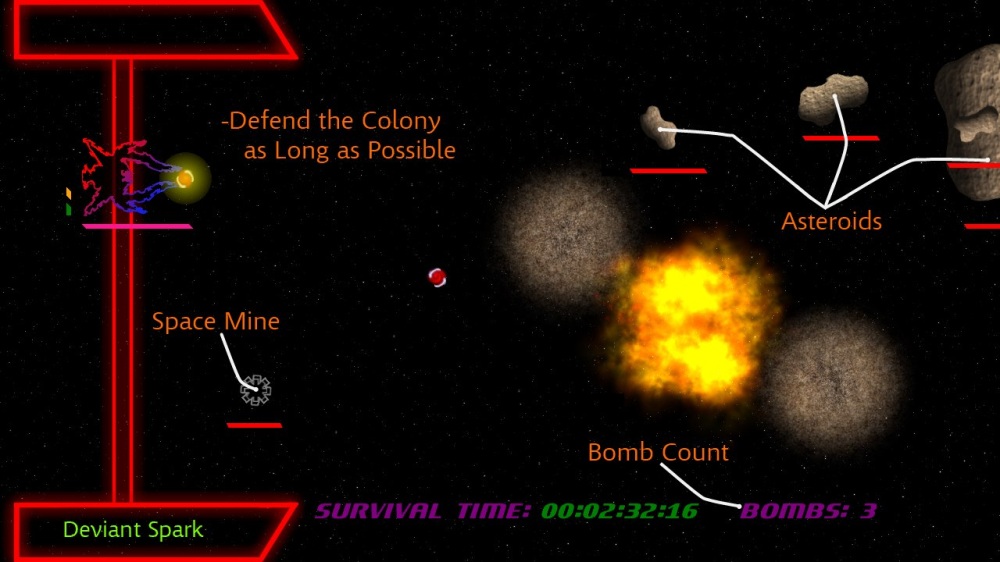 -Defend the Colony
as Long as Possible
Asteroids
Space Mine
Bomb Count
SURVIVAL TIME: 00:02:32:16 BOMBS: 3
Deviant Spark